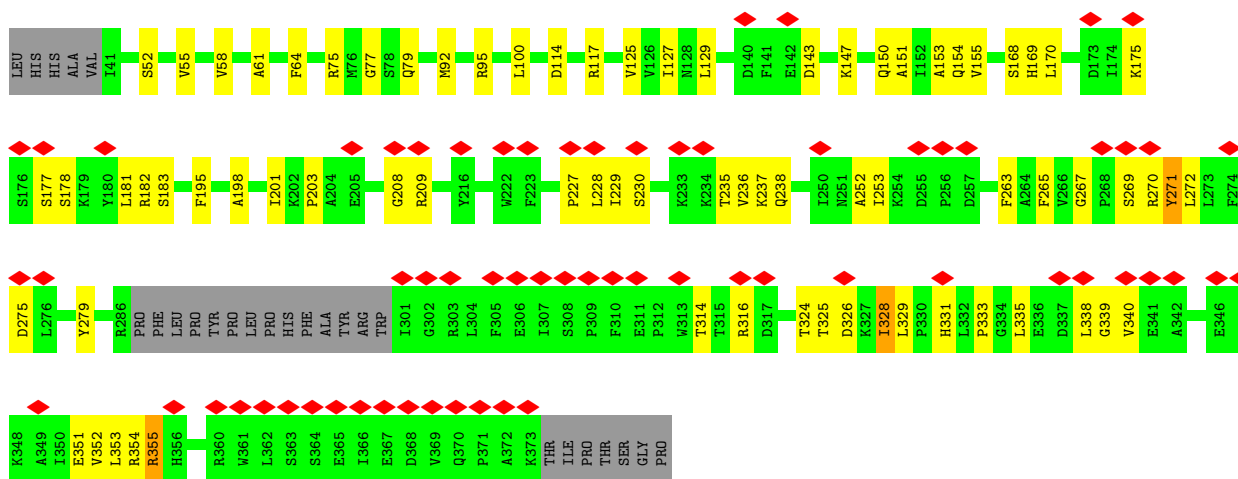 LEU HIS HIS ALA VAL I41 S52 V55 V58 A61 F64 R75 M76 G77 S78 Q79 M92 R95 L100 D114 R117 V125 V126 I127 N128 L129 D140 F141 E142 D143 K147 Q150 A151 I152 A153 Q154 V155 S168 H169 L170 D173 I174 K175
S176 S177 S178 K179 Y180 L181 R182 S183 F195 A198 I201 K202 P203 A204 E205 G208 R209 Y216 W222 F223 P227 L228 I229 S230 K233 K234 T235 V236 K237 Q238 I250 N251 A252 I253 K254 D255 P256 D257 F263 A264 F265 V266 G267 P268 S269 R270 Y271 L272 L273 F274
D275 L276 Y279 R286 PRO PHE LEU PRO TYR PRO LEU PRO HIS PHE ALA TYR ARG TRP I301 G302 R303 L304 F305 E306 I307 S308 P309 F310 E311 P312 W313 T314 T315 R316 D317 T324 T325 D326 K327 I328 L329 P330 H331 L332 P333 G334 L335 E336 D337 L338 G339 V340 E341 A342 E346
K348 A349 I350 E351 V352 L353 R354 R355 H356 R360 W361 L362 S363 S364 E365 I366 E367 D368 V369 Q370 P371 A372 K373 THR ILE PRO THR SER GLY PRO